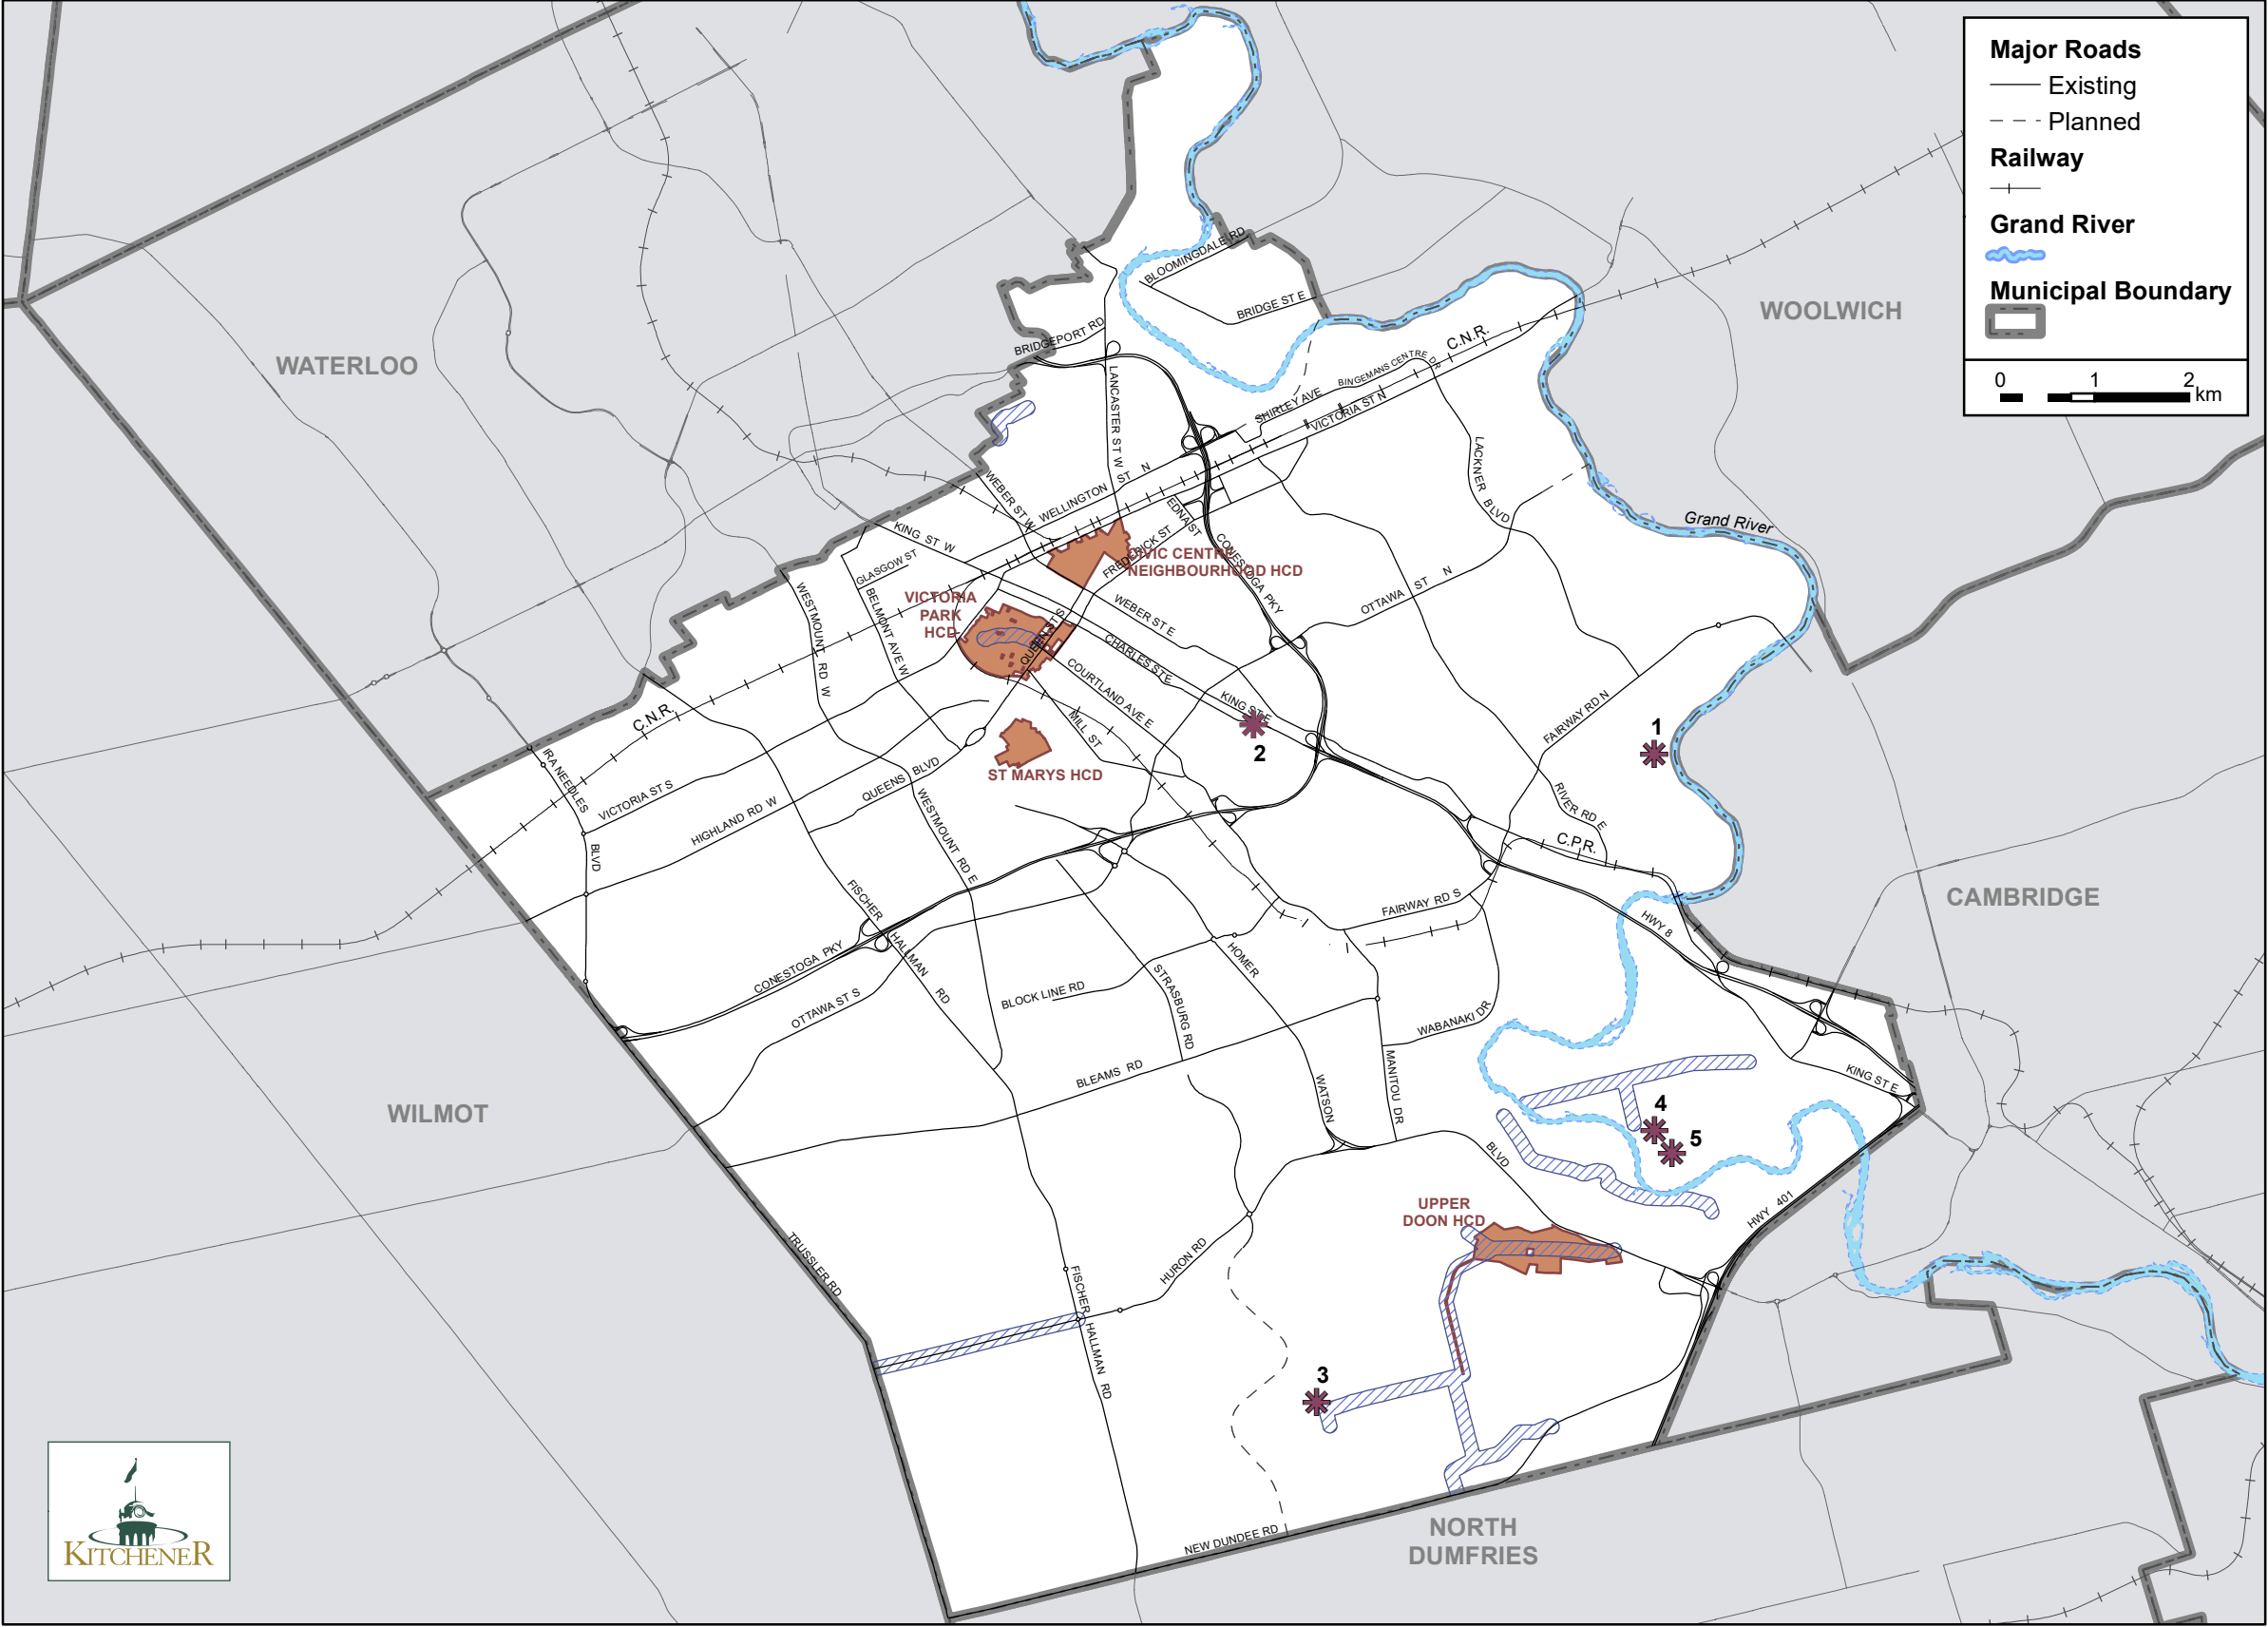 Major Roads
Existing
Planned
Railway
Grand River
Municipal Boundary
0 1 2
km
WOOLWICH
WATERLOO
BLOOMINGDALE RD
BRIDGE ST E
BRIDGEPORT RD
C.N.R.
BINGEMANS CENTRE DR
SHIRLEY AVE
VICTORIA ST N
LANCASTER ST W
LACKNER BLVD
WEBER ST W
WELLINGTON ST N
EDNA ST
Grand River
KING ST W
FREDERICK ST
CONESTOGA PKY
CIVIC CENTRE
NEIGHBOURHOOD HCD
GLASGOW ST
OTTAWA ST N
VICTORIA
PARK
HCD
WESTMOUNT RD W
BELMONT AVE W
QUEEN ST S
WEBER ST E
CHARLES ST E
COURTLAND AVE E
KING ST E
MILL ST
C.N.R.
FAIRWAY RD N
1
2
IRA NEEDLES
BLVD
VICTORIA ST S
HIGHLAND RD W
QUEENS BLVD
ST MARYS HCD
WESTMOUNT RD E
RIVER RD E
C.P.R.
CAMBRIDGE
FISCHER
HALLMAN
RD
FAIRWAY RD S
HWY 8
CONESTOGA PKY
OTTAWA ST S
BLOCK LINE RD
STRASBURG RD
HOMER
WATSON
BLVD
WABANAKI DR
MANITOU DR
BLEAMS RD
KING ST E
WILMOT
4
5
HWY 401
UPPER
DOON HCD
TRUSSLER RD
HURON RD
FISCHER
HALLMAN RD
3
NEW DUNDEE RD
NORTH
DUMFRIES
KITCHENER